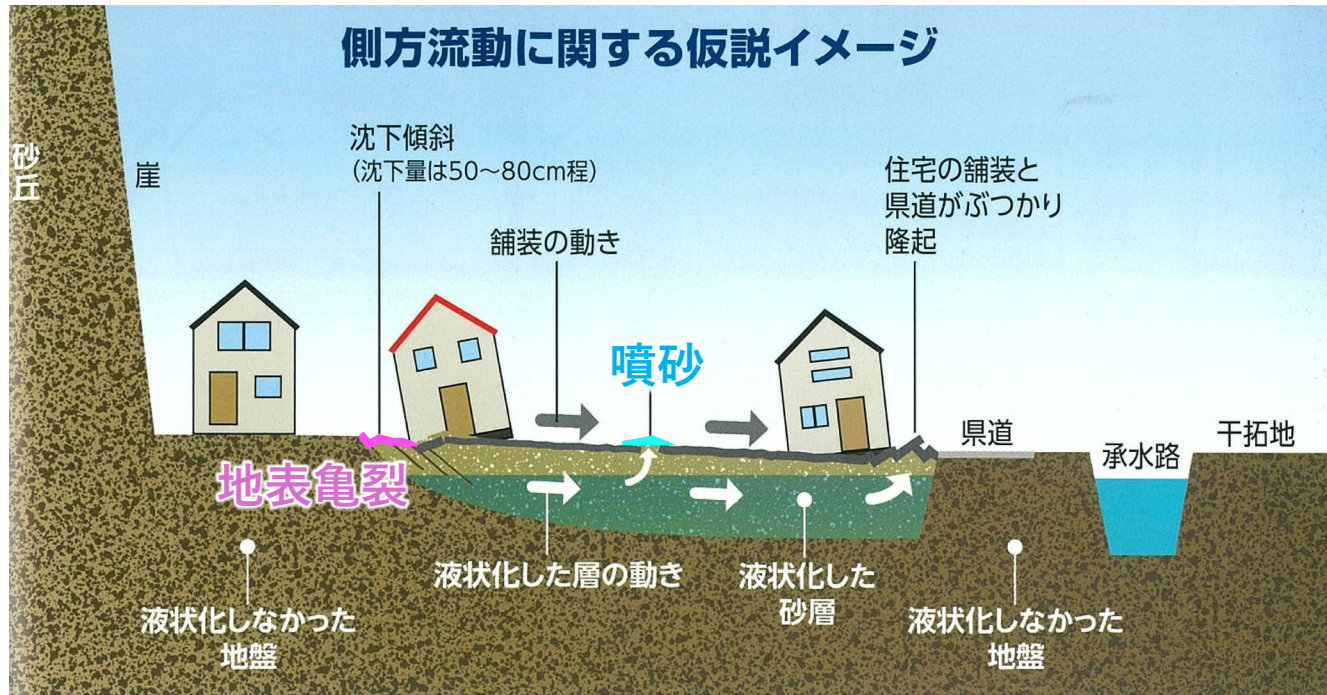 側方流動に関する仮説イメージ
砂丘
崖
沈下傾斜
(沈下量は50～80cm程)
舗装の動き
住宅の舗装と
県道がぶつかり
隆起
噴砂
地表亀裂
県道
承水路
干拓地
液状化しなかった
地盤
液状化した層の動き
液状化した
砂層
液状化しなかった
地盤